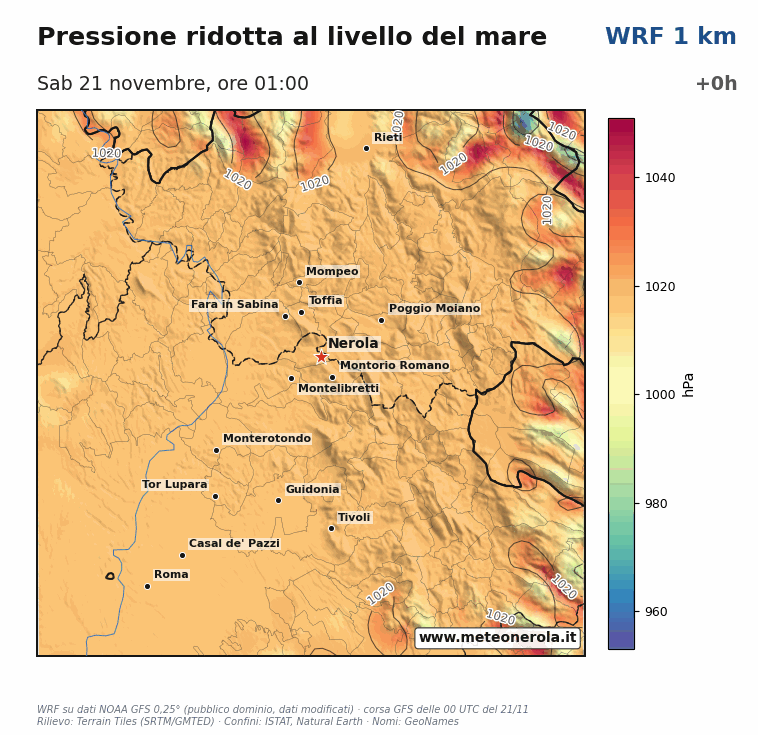 Pressione ridotta al livello del mare
WRF 1 km
Sab 21 novembre, ore 01:00
+0h
1020
1020
1020
1020
1020
1020
1020
1020
1020
1020
1020
Rieti
Mompeo
Toffia
Fara in Sabina
Poggio Moiano
Nerola
Montorio Romano
Montelibretti
Monterotondo
Tor Lupara
Guidonia
Tivoli
Casal de' Pazzi
Roma
www.meteonerola.it
1040
1020
1000
980
960
hPa
WRF su dati NOAA GFS 0,25° (pubblico dominio, dati modificati) · corsa GFS delle 00 UTC del 21/11
Rilievo: Terrain Tiles (SRTM/GMTED) · Confini: ISTAT, Natural Earth · Nomi: GeoNames